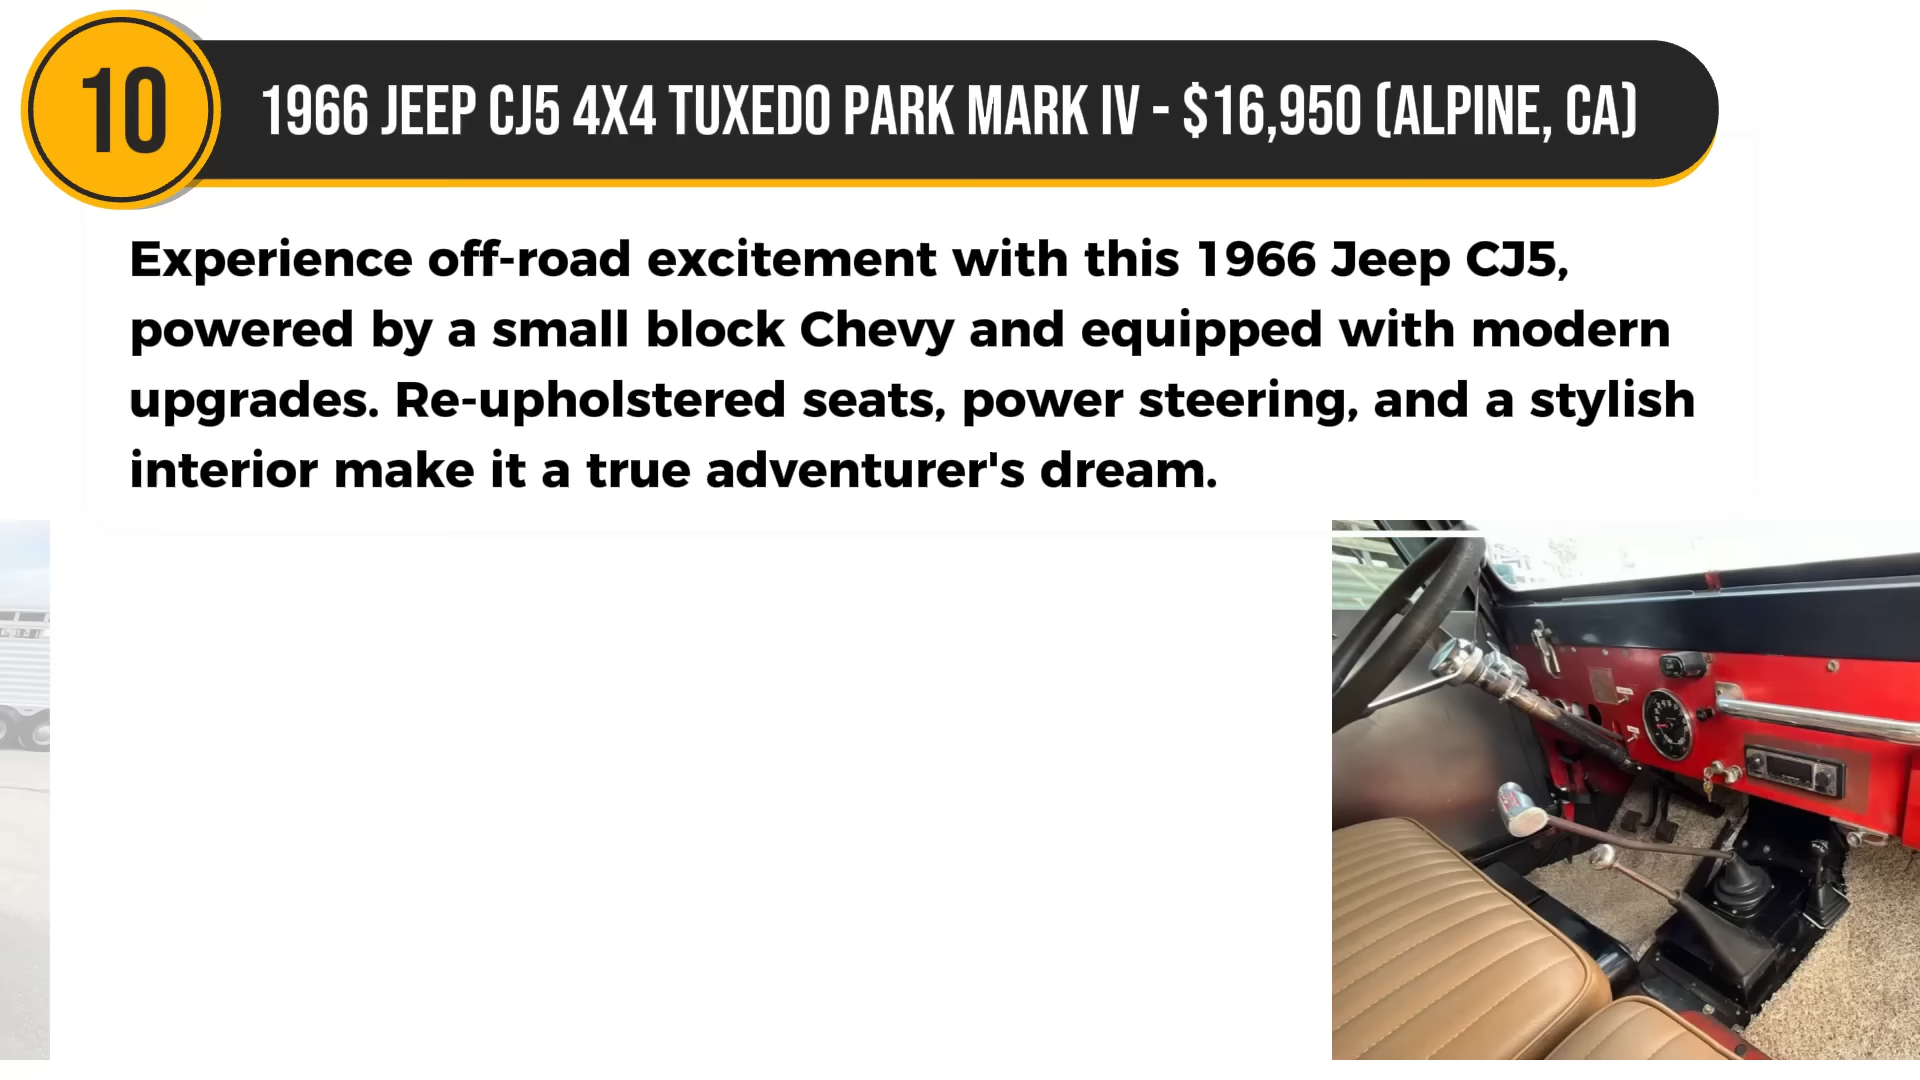 10
1966 JEEP CJ5 4X4 TUXEDO PARK MARK IV - $16,950 (ALPINE, CA)
Experience off-road excitement with this 1966 Jeep CJ5,
powered by a small block Chevy and equipped with modern
upgrades. Re-upholstered seats, power steering, and a stylish
interior make it a true adventurer's dream.